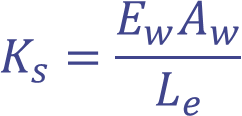 K_s = \frac{E_w A_w}{L_e}